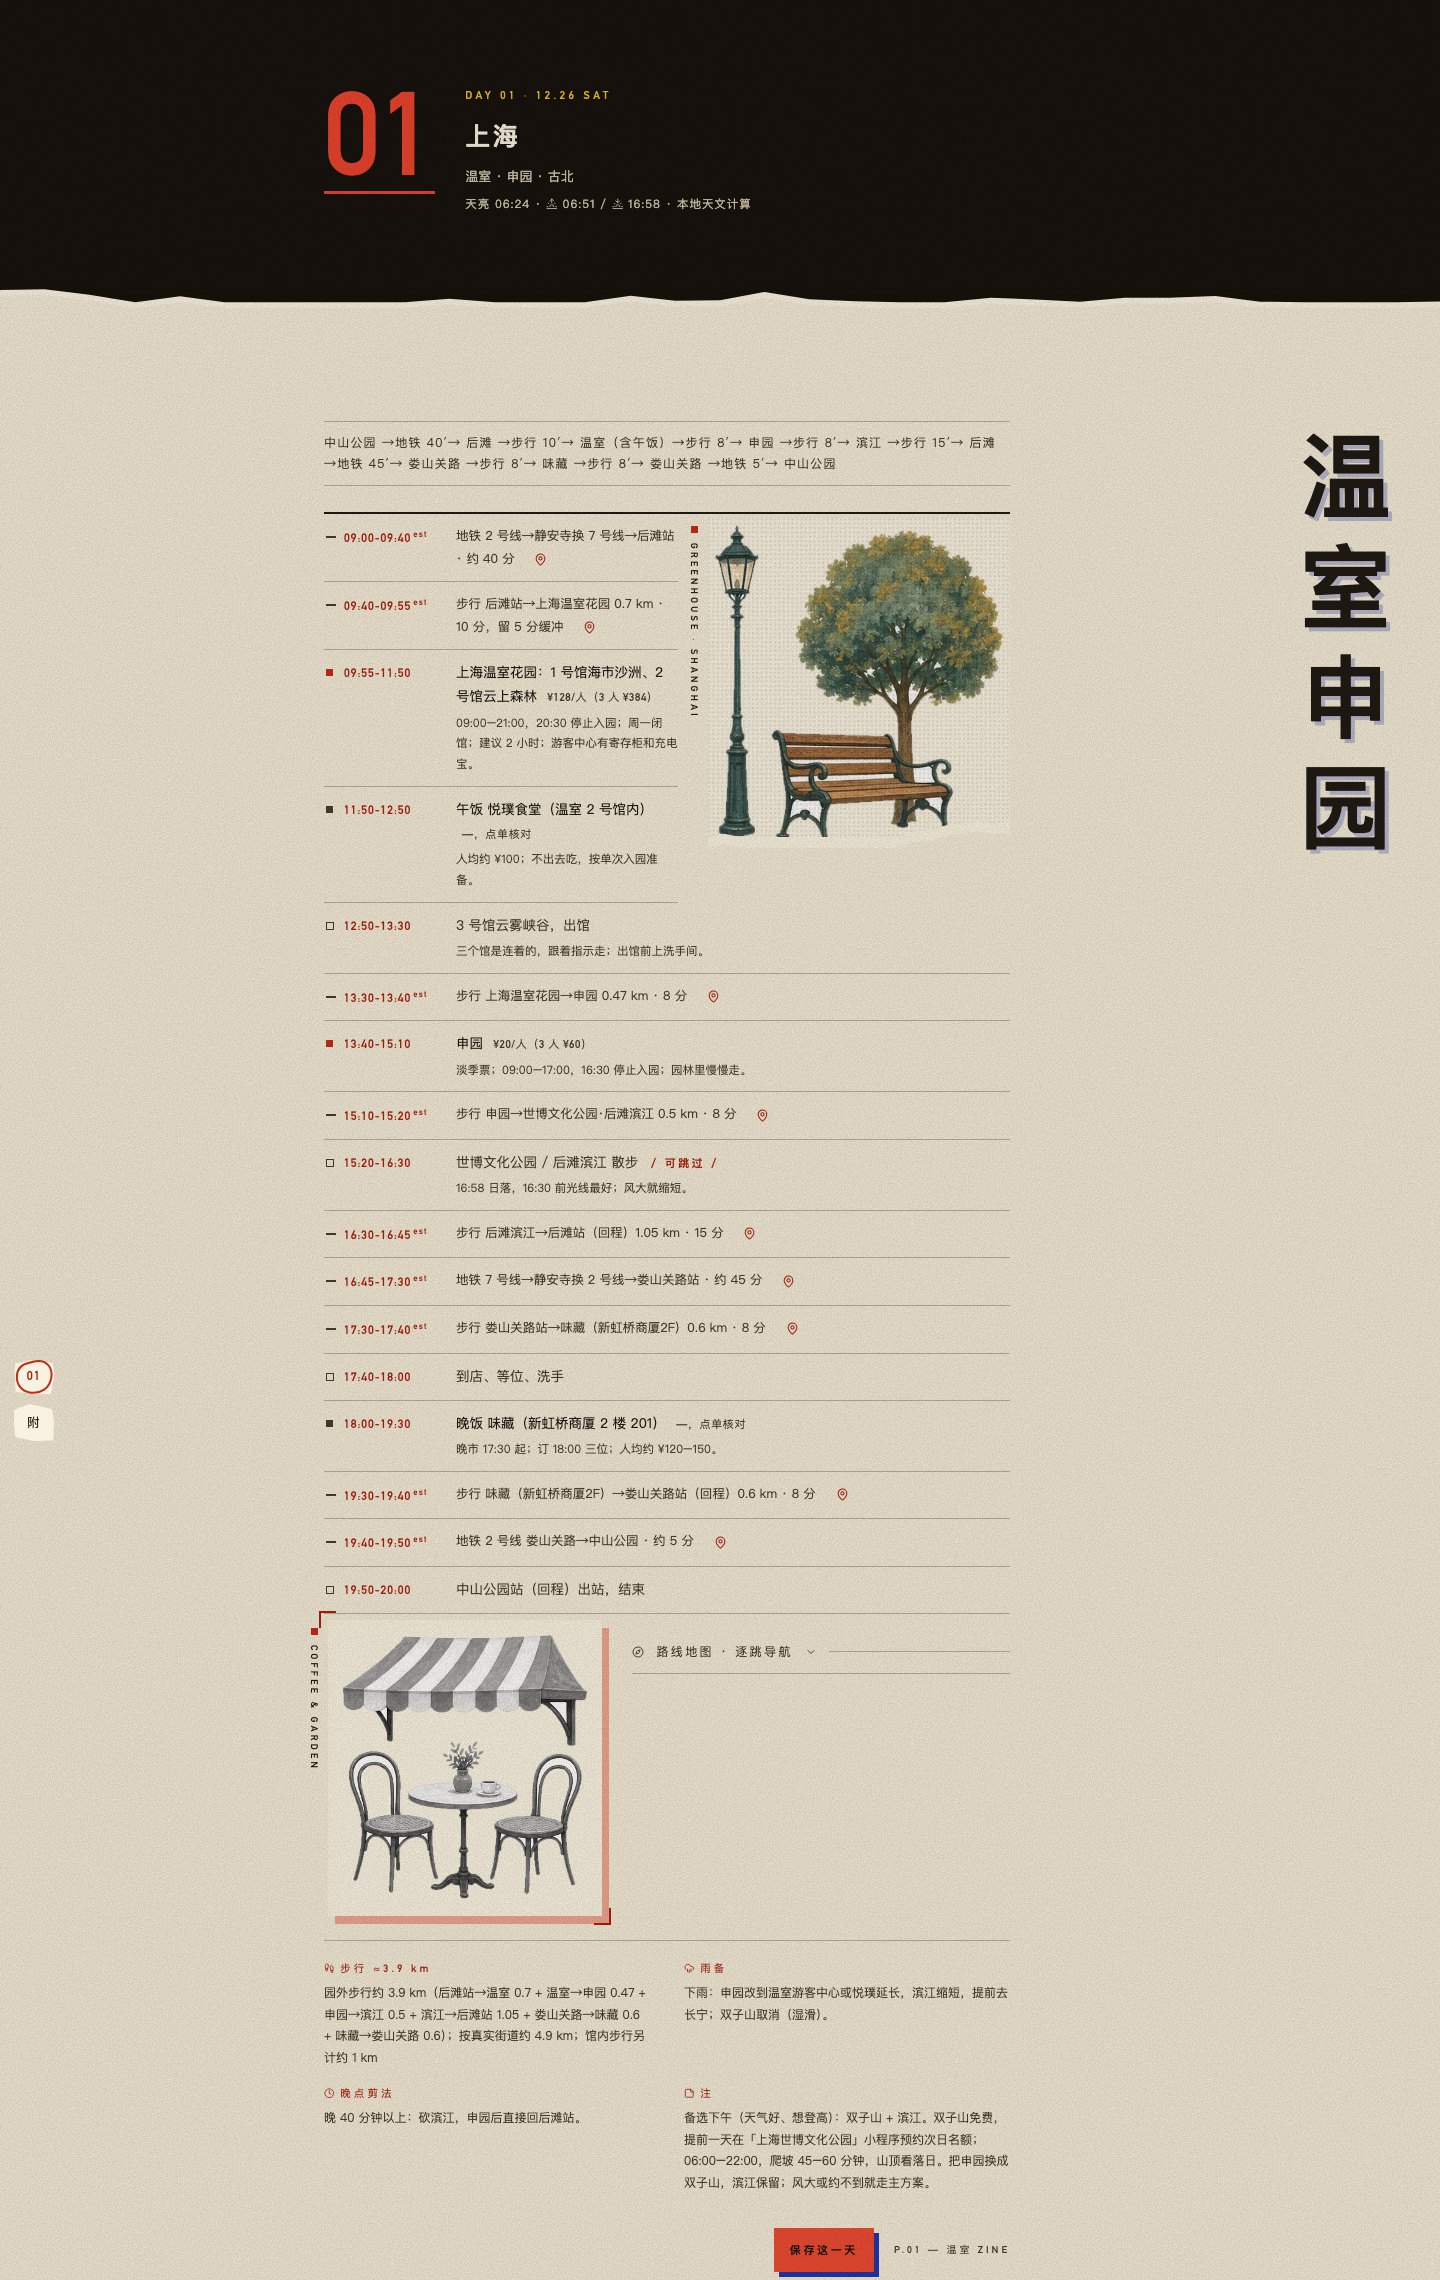 01
DAY 01 · 12.26 SAT
上海
温室 · 申园 · 古北
天亮 06:24 · 06:51 / 16:58 · 本地天文计算
中山公园 →地铁 40′→ 后滩 →步行 10′→ 温室（含午饭）→步行 8′→ 申园 →步行 8′→ 滨江 →步行 15′→ 后滩
→地铁 45′→ 娄山关路 →步行 8′→ 味藏 →步行 8′→ 娄山关路 →地铁 5′→ 中山公园
温室申园
GREENHOUSE · SHANGHAI
09:00-09:40 est 地铁 2 号线→静安寺换 7 号线→后滩站
· 约 40 分
09:40-09:55 est 步行 后滩站→上海温室花园 0.7 km ·
10 分，留 5 分缓冲
09:55-11:50 上海温室花园：1 号馆海市沙洲、2
号馆云上森林 ¥128/人（3 人 ¥384）
09:00—21:00，20:30 停止入园；周一闭
馆；建议 2 小时；游客中心有寄存柜和充电
宝。
11:50-12:50 午饭 悦璞食堂（温室 2 号馆内）
—，点单核对
人均约 ¥100；不出去吃，按单次入园准
备。
12:50-13:30 3 号馆云雾峡谷，出馆
三个馆是连着的，跟着指示走；出馆前上洗手间。
13:30-13:40 est 步行 上海温室花园→申园 0.47 km · 8 分
13:40-15:10 申园 ¥20/人（3 人 ¥60）
淡季票；09:00—17:00，16:30 停止入园；园林里慢慢走。
15:10-15:20 est 步行 申园→世博文化公园·后滩滨江 0.5 km · 8 分
15:20-16:30 世博文化公园 / 后滩滨江 散步 / 可跳过 /
16:58 日落，16:30 前光线最好；风大就缩短。
16:30-16:45 est 步行 后滩滨江→后滩站（回程）1.05 km · 15 分
16:45-17:30 est 地铁 7 号线→静安寺换 2 号线→娄山关路站 · 约 45 分
17:30-17:40 est 步行 娄山关路站→味藏（新虹桥商厦2F）0.6 km · 8 分
01
17:40-18:00 到店、等位、洗手
附
18:00-19:30 晚饭 味藏（新虹桥商厦 2 楼 201） —，点单核对
晚市 17:30 起；订 18:00 三位；人均约 ¥120—150。
19:30-19:40 est 步行 味藏（新虹桥商厦2F）→娄山关路站（回程）0.6 km · 8 分
19:40-19:50 est 地铁 2 号线 娄山关路→中山公园 · 约 5 分
19:50-20:00 中山公园站（回程）出站，结束
COFFEE & GARDEN
路线地图 · 逐跳导航
步行 ≈3.9 km
园外步行约 3.9 km（后滩站→温室 0.7 + 温室→申园 0.47 +
申园→滨江 0.5 + 滨江→后滩站 1.05 + 娄山关路→味藏 0.6
+ 味藏→娄山关路 0.6）；按真实街道约 4.9 km；馆内步行另
计约 1 km
雨备
下雨：申园改到温室游客中心或悦璞延长，滨江缩短，提前去
长宁；双子山取消（湿滑）。
晚点剪法
晚 40 分钟以上：砍滨江，申园后直接回后滩站。
注
备选下午（天气好、想登高）：双子山 + 滨江。双子山免费，
提前一天在「上海世博文化公园」小程序预约次日名额；
06:00—22:00，爬坡 45—60 分钟，山顶看落日。把申园换成
双子山，滨江保留；风大或约不到就走主方案。
保存这一天
P.01 — 温室 ZINE